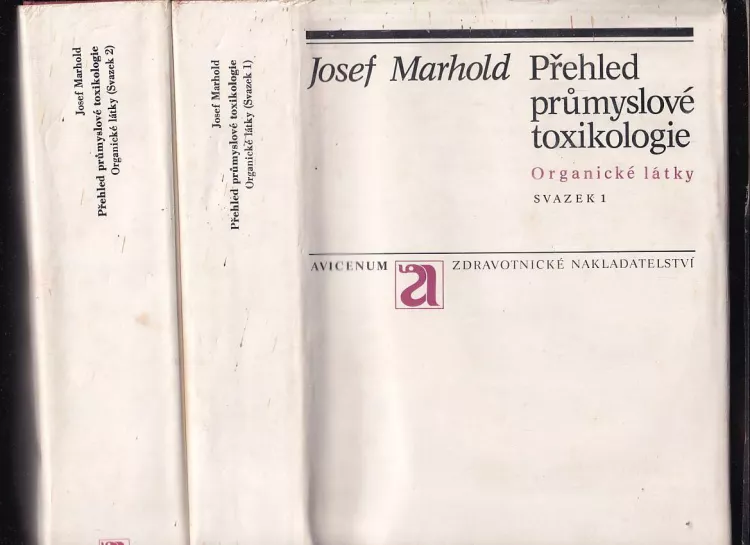 Josef Marhold
Přehled průmyslové toxikologie
Organické látky (Svazek 2)
Josef Marhold
Přehled průmyslové toxikologie
Organické látky (Svazek 1)
Josef Marhold Přehled
průmyslové
toxikologie
Organické látky
SVAZEK 1
AVICENUM a ZDRAVOTNICKÉ NAKLADATELSTVÍ